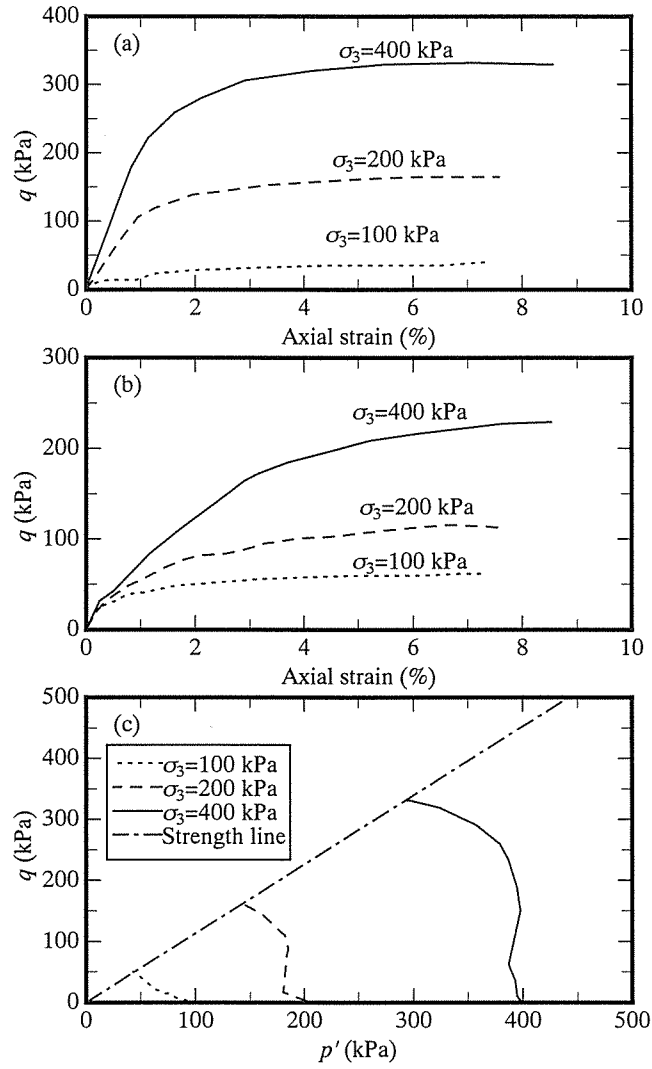 400
(a)
σ3=400 kPa
300
q (kPa)
200
σ3=200 kPa
100
σ3=100 kPa
0
0 2 4 6 8 10
Axial strain (%)
300
(b)
σ3=400 kPa
200
q (kPa)
σ3=200 kPa
100
σ3=100 kPa
0
0 2 4 6 8 10
Axial strain (%)
500
(c)
400
σ3=100 kPa
σ3=200 kPa
σ3=400 kPa
Strength line
300
q (kPa)
200
100
0
0 100 200 300 400 500
p′ (kPa)